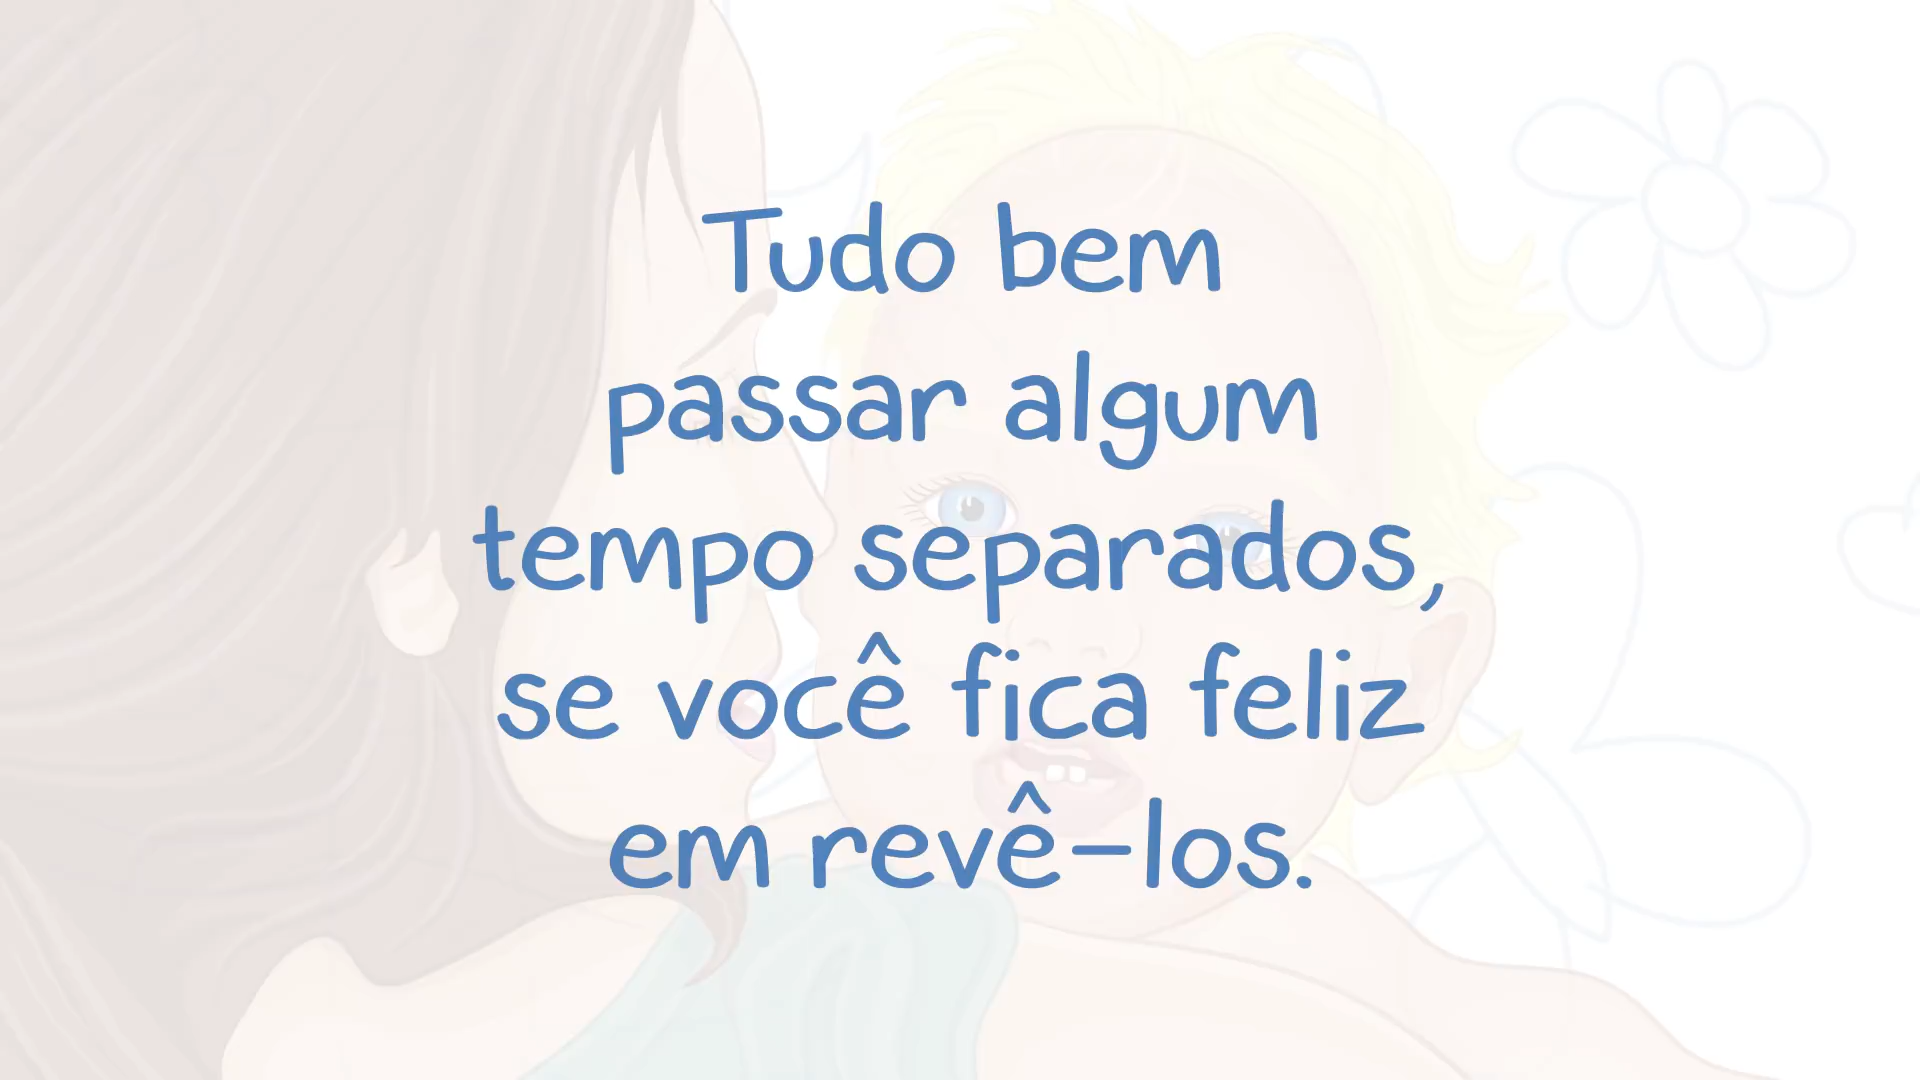 Tudo bem
passar algum
tempo separados,
se você fica feliz
em revê-los.